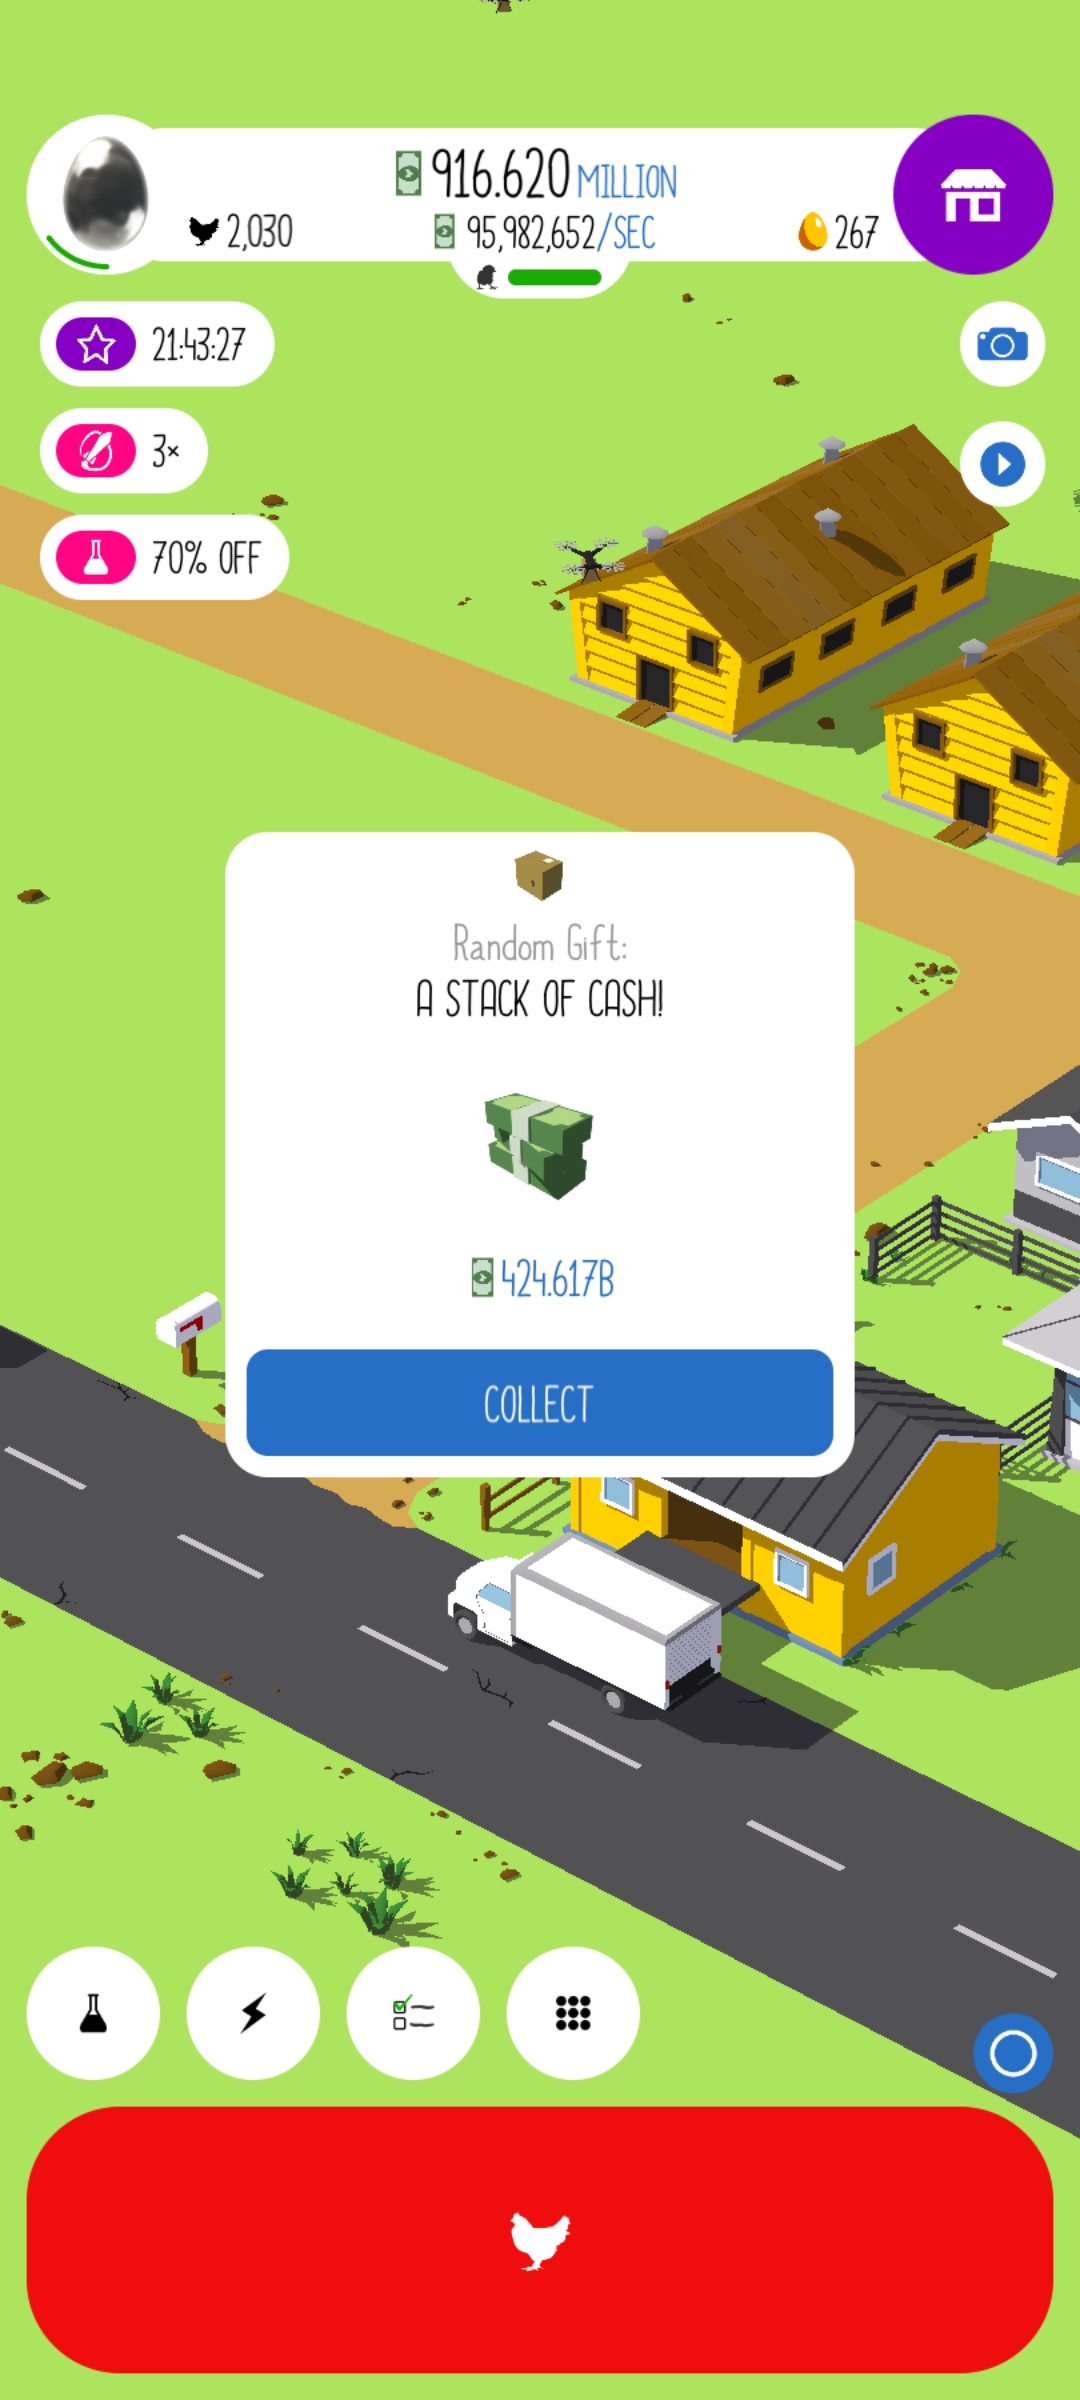 916.620 MILLION
2,030
95,982,652/SEC
267
21:43:27
3×
70% OFF
Random Gift:
A STACK OF CASH!
424.617B
COLLECT